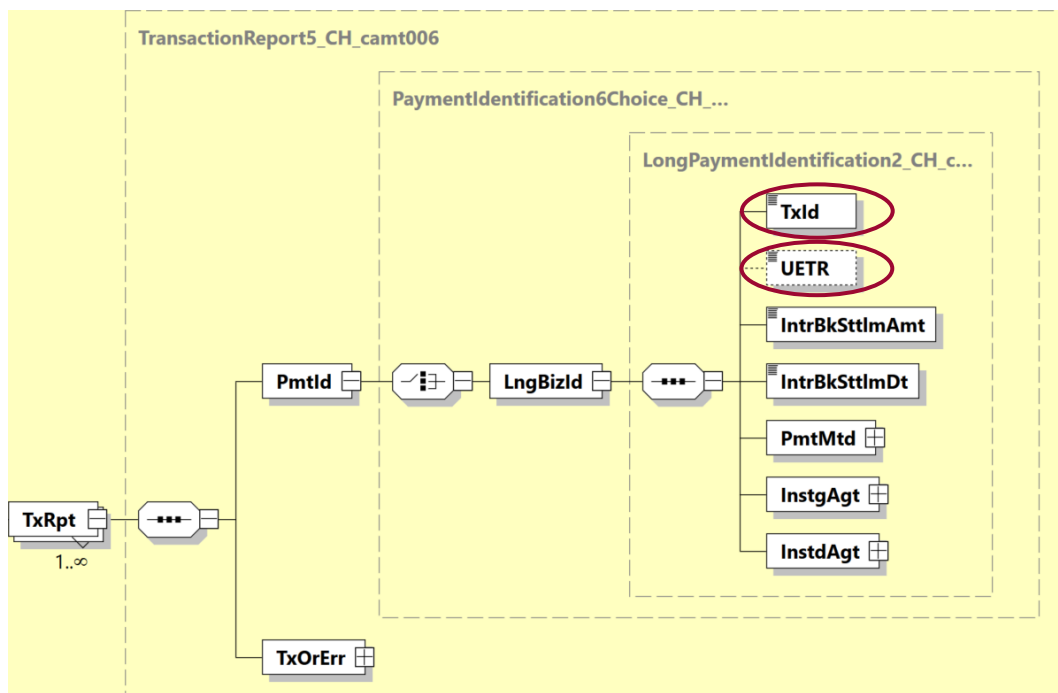 TransactionReport5_CH_camt006
PaymentIdentification6Choice_CH_...
LongPaymentIdentification2_CH_c...
TxId
UETR
IntrBkSttlmAmt
PmtId
LngBizId
IntrBkSttlmDt
PmtMtd
InstgAgt
TxRpt
1..∞
InstdAgt
TxOrErr